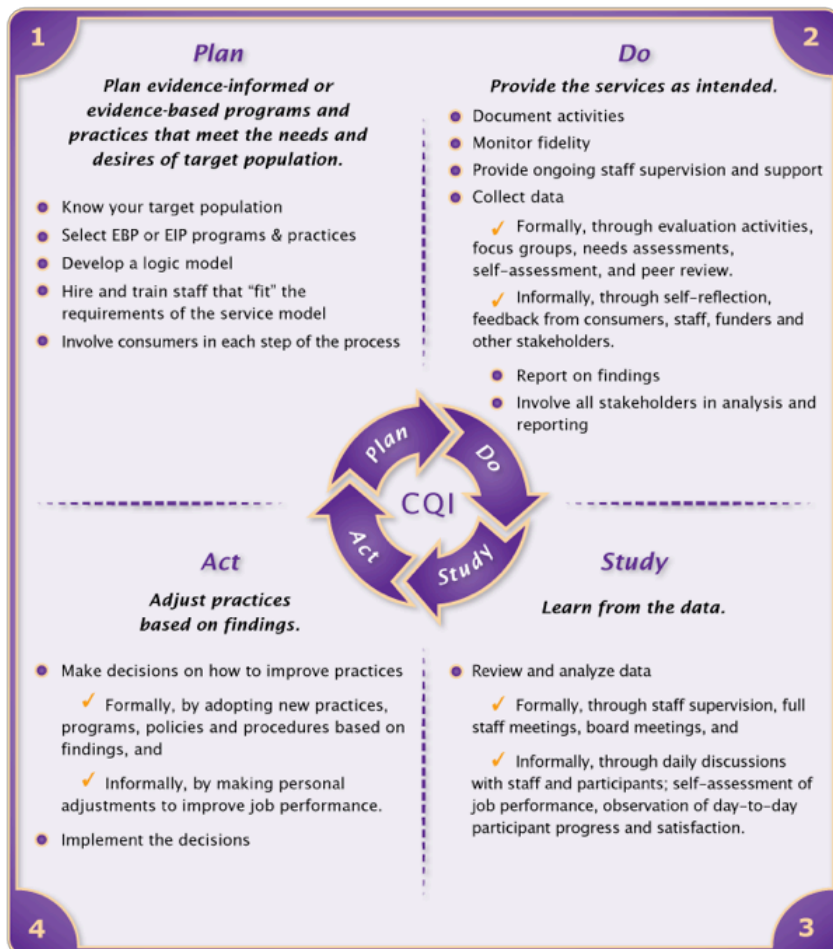 1
Plan
Plan evidence-informed or
evidence-based programs and
practices that meet the needs and
desires of target population.
Know your target population
Select EBP or EIP programs & practices
Develop a logic model
Hire and train staff that “fit” the
requirements of the service model
Involve consumers in each step of the process
2
Do
Provide the services as intended.
Document activities
Monitor fidelity
Provide ongoing staff supervision and support
Collect data
✓ Formally, through evaluation activities,
focus groups, needs assessments,
self-assessment, and peer review.
✓ Informally, through self-reflection,
feedback from consumers, staff, funders and
other stakeholders.
Report on findings
Involve all stakeholders in analysis and
reporting
Plan
Do
CQI
Act
Study
Study
Learn from the data.
Review and analyze data
✓ Formally, through staff supervision, full
staff meetings, board meetings, and
✓ Informally, through daily discussions
with staff and participants; self-assessment of
job performance, observation of day-to-day
participant progress and satisfaction.
3
Act
Adjust practices
based on findings.
Make decisions on how to improve practices
✓ Formally, by adopting new practices,
programs, policies and procedures based on
findings, and
✓ Informally, by making personal
adjustments to improve job performance.
Implement the decisions
4